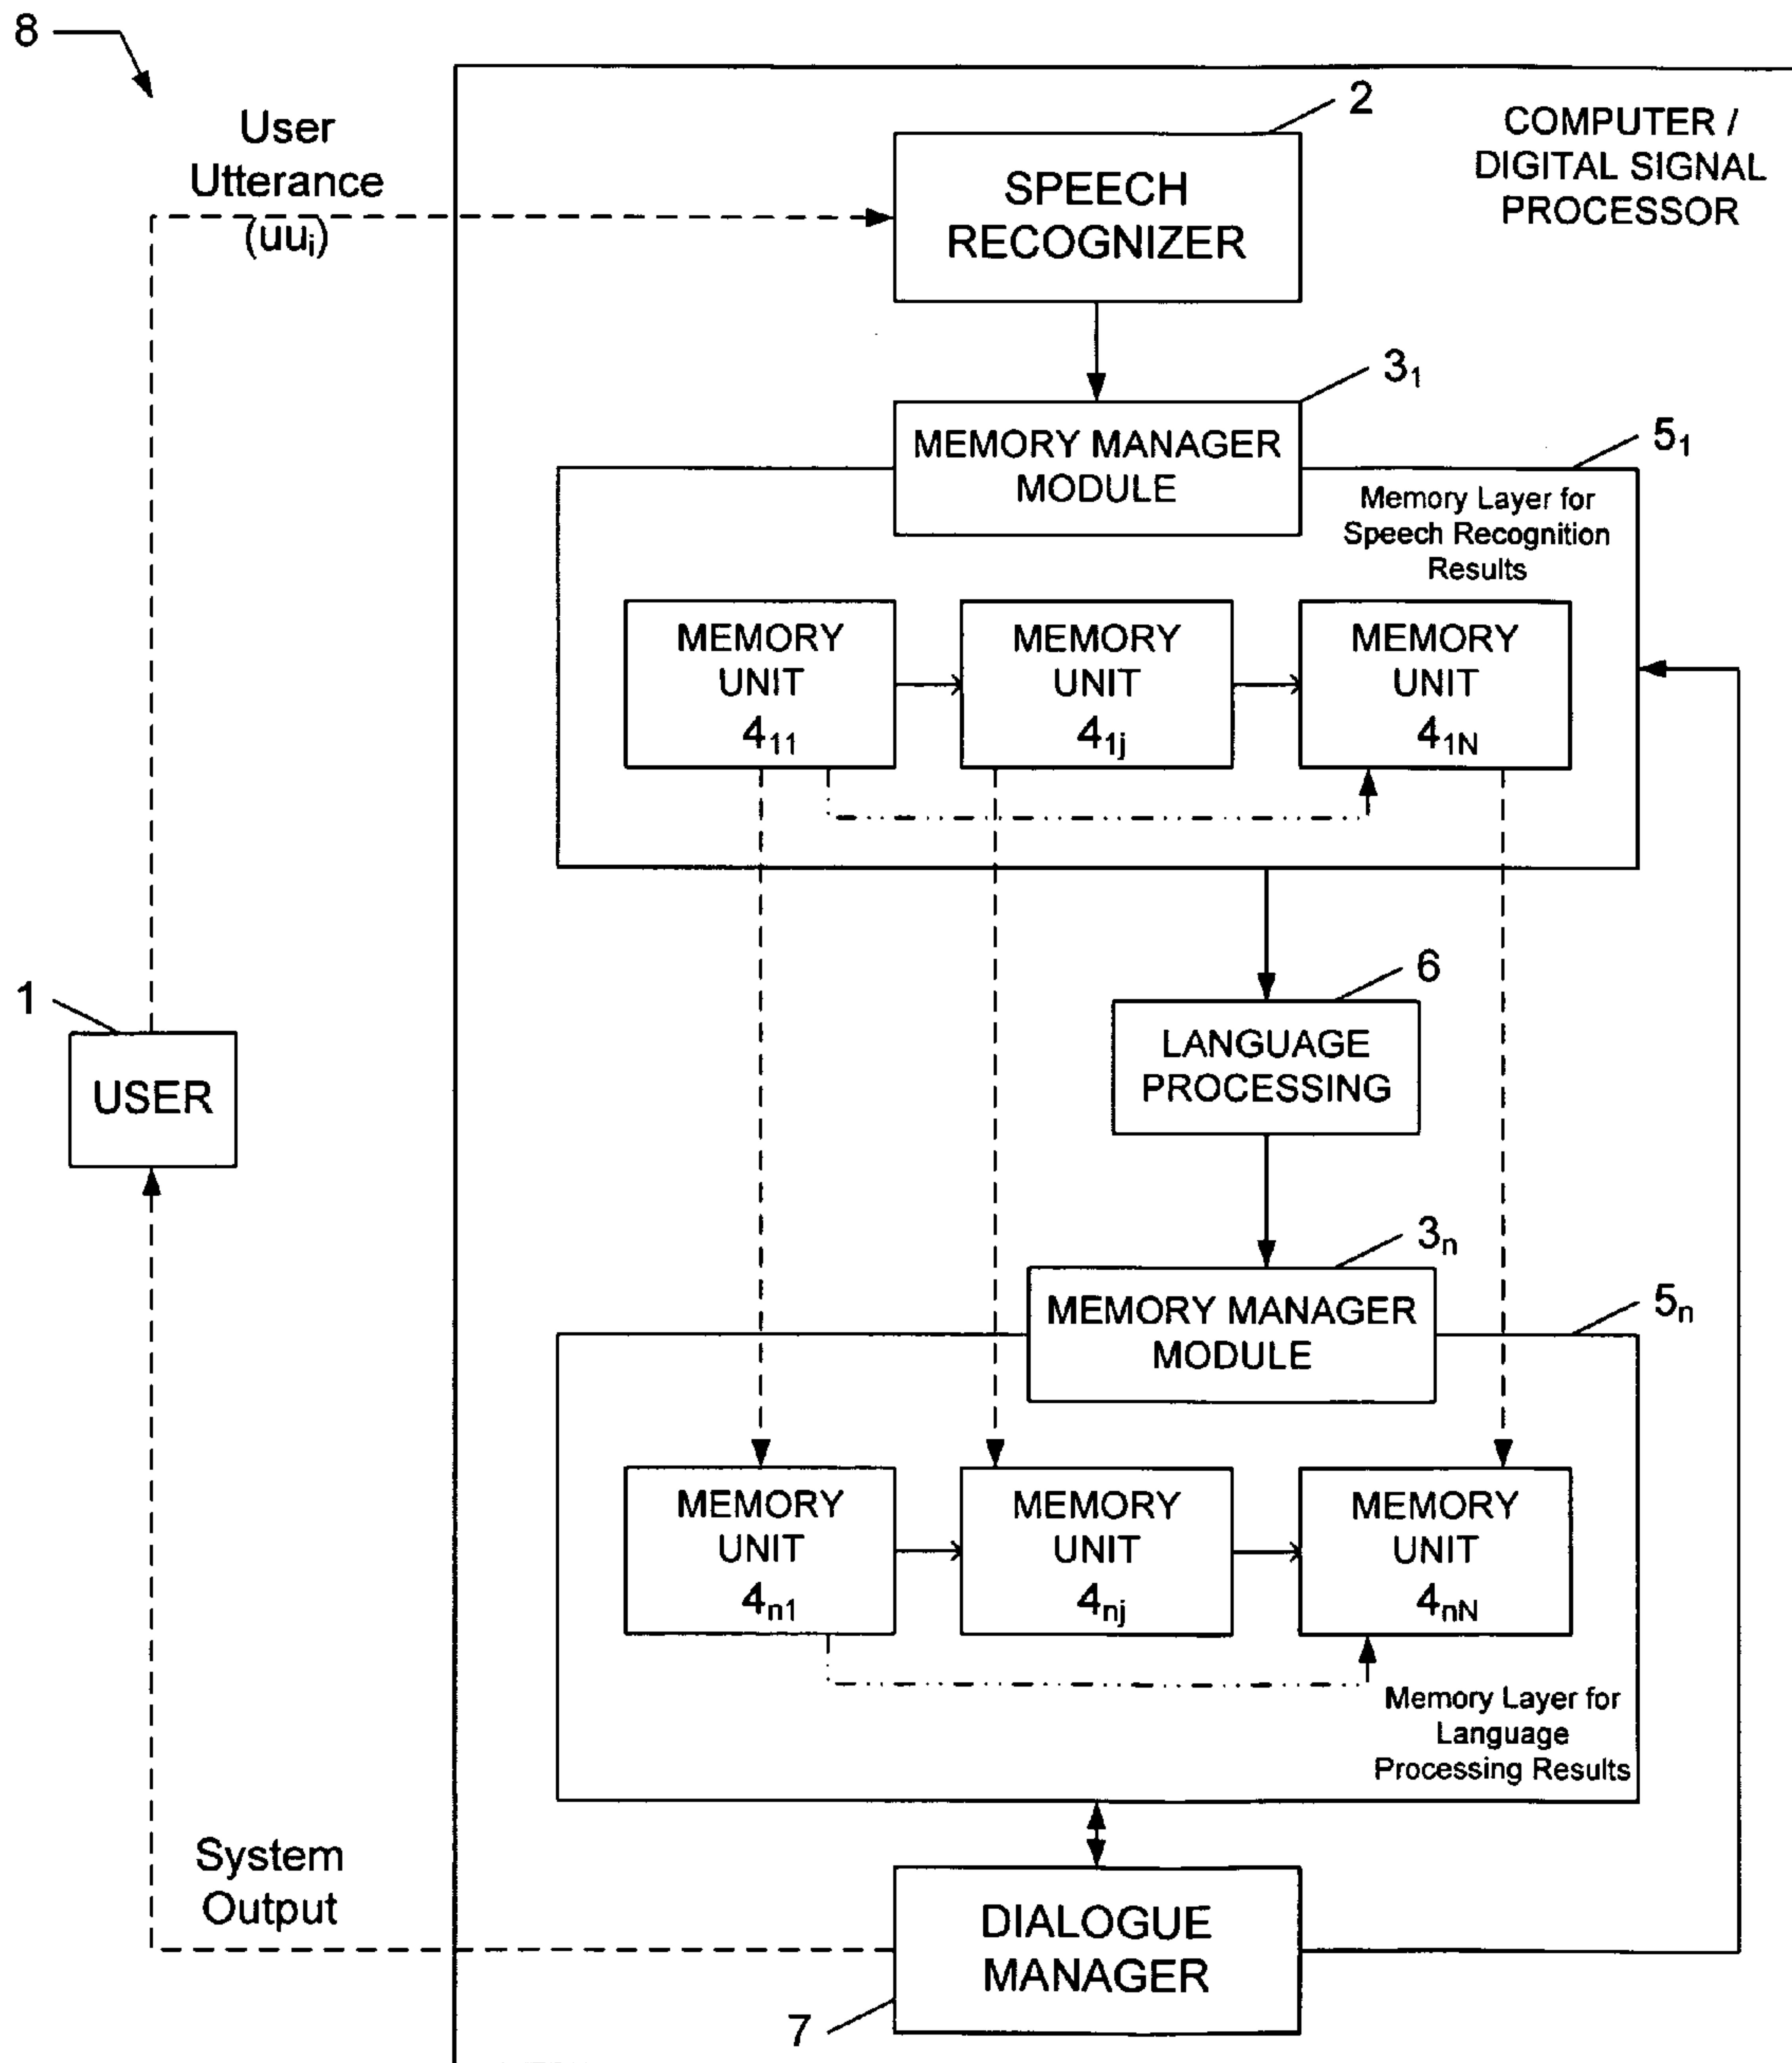 8
User
Utterance
(uuᵢ)
COMPUTER /
DIGITAL SIGNAL
PROCESSOR
2
SPEECH
RECOGNIZER
3₁
MEMORY MANAGER
MODULE
5₁
Memory Layer for
Speech Recognition
Results
MEMORY
UNIT
4₁₁
MEMORY
UNIT
4₁ⱼ
MEMORY
UNIT
4₁N
6
LANGUAGE
PROCESSING
1
USER
3ₙ
MEMORY MANAGER
MODULE
5ₙ
MEMORY
UNIT
4ₙ₁
MEMORY
UNIT
4ₙⱼ
MEMORY
UNIT
4ₙN
Memory Layer for
Language
Processing Results
System
Output
DIALOGUE
MANAGER
7